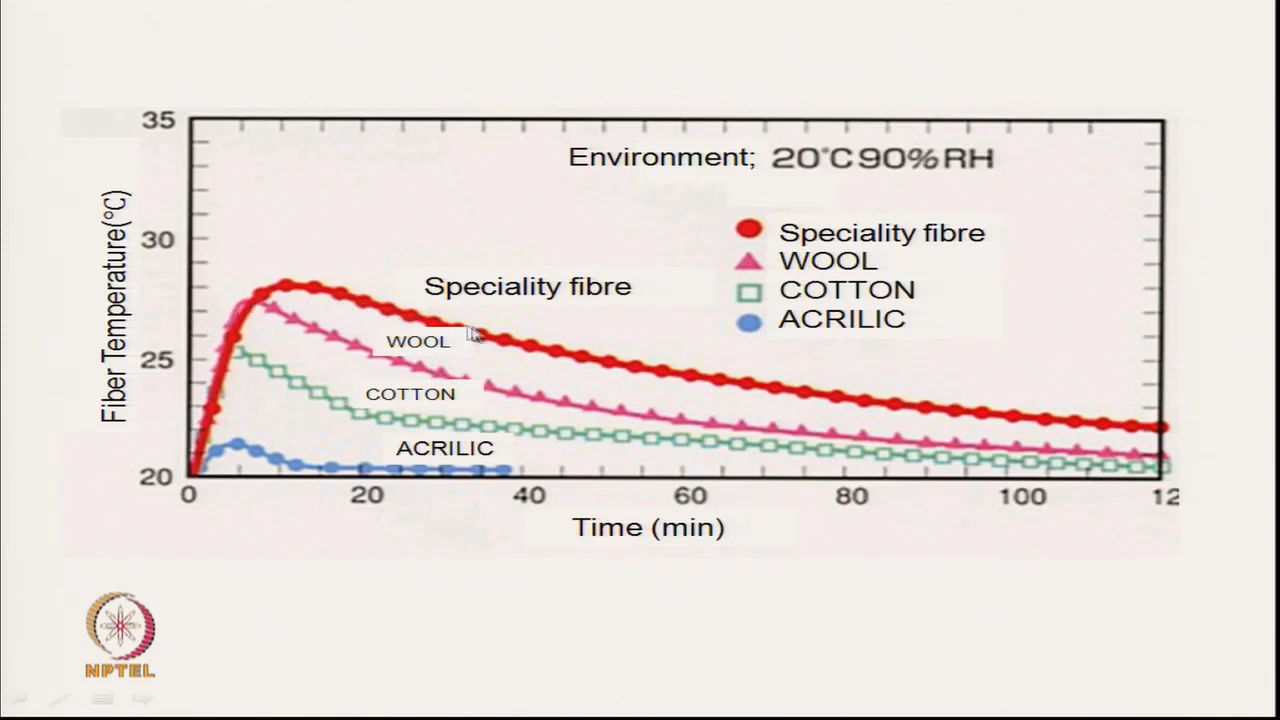 35
Environment; 20°C 90% RH
Fiber Temperature(°C)
30
Speciality fibre
WOOL
COTTON
ACRILIC
Speciality fibre
WOOL
25
COTTON
ACRILIC
20
0 20 40 60 80 100 12
Time (min)
NPTEL